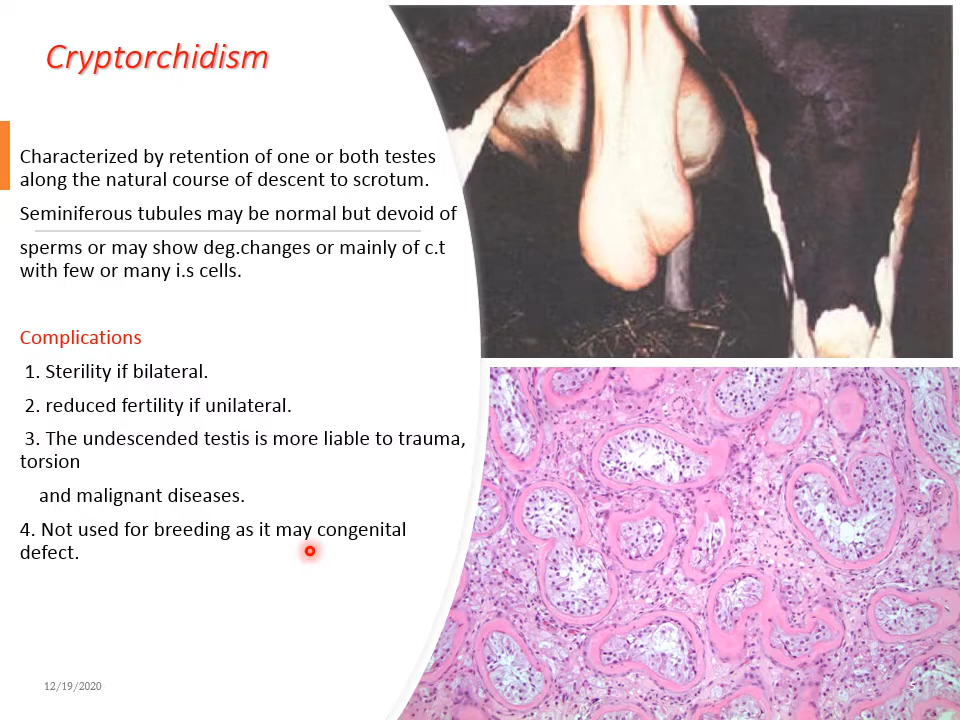 Cryptorchidism
Characterized by retention of one or both testes
along the natural course of descent to scrotum.
Seminiferous tubules may be normal but devoid of
sperms or may show deg.changes or mainly of c.t
with few or many i.s cells.
Complications
1. Sterility if bilateral.
2. reduced fertility if unilateral.
3. The undescended testis is more liable to trauma,
torsion
and malignant diseases.
4. Not used for breeding as it may congenital
defect.
12/19/2020